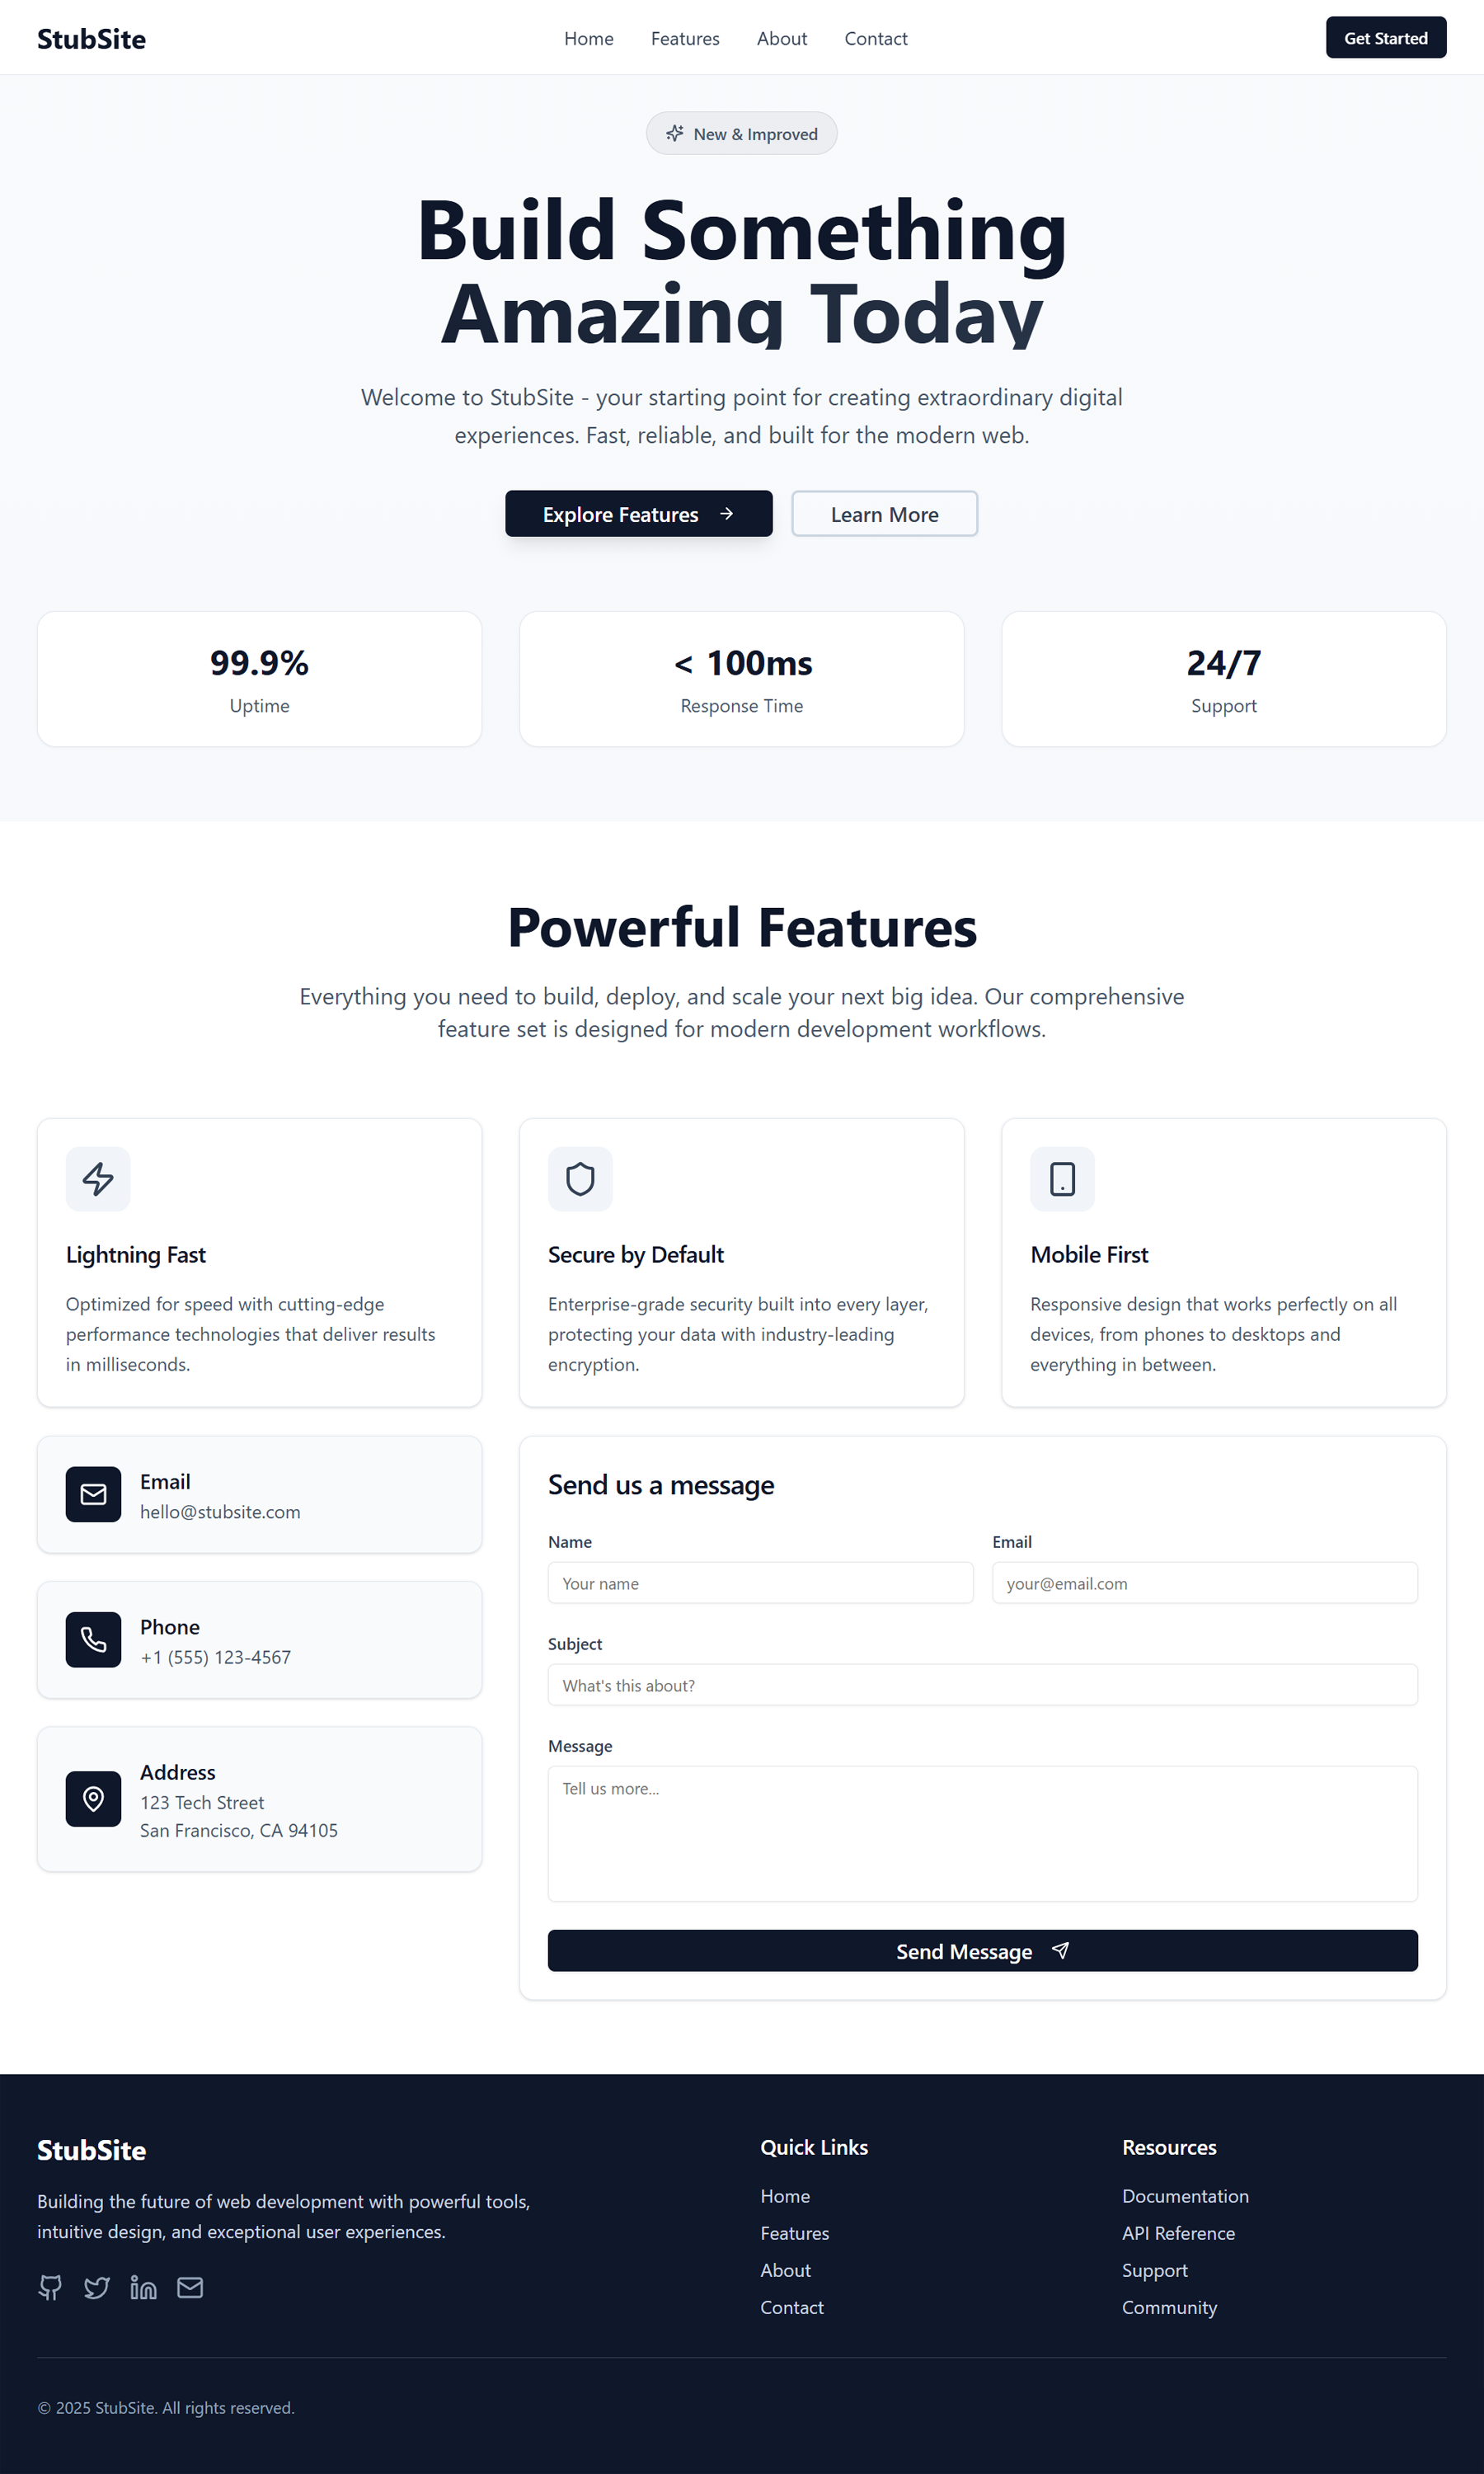 StubSite
Home
Features
About
Contact
Get Started
New & Improved
Build Something
Amazing Today
Welcome to StubSite - your starting point for creating extraordinary digital
experiences. Fast, reliable, and built for the modern web.
Explore Features
Learn More
99.9%
Uptime
< 100ms
Response Time
24/7
Support
Powerful Features
Everything you need to build, deploy, and scale your next big idea. Our comprehensive
feature set is designed for modern development workflows.
Lightning Fast
Optimized for speed with cutting-edge
performance technologies that deliver results
in milliseconds.
Secure by Default
Enterprise-grade security built into every layer,
protecting your data with industry-leading
encryption.
Mobile First
Responsive design that works perfectly on all
devices, from phones to desktops and
everything in between.
Email
hello@stubsite.com
Phone
+1 (555) 123-4567
Address
123 Tech Street
San Francisco, CA 94105
Send us a message
Name
Your name
Email
your@email.com
Subject
What's this about?
Message
Tell us more...
Send Message
StubSite
Building the future of web development with powerful tools,
intuitive design, and exceptional user experiences.
Quick Links
Home
Features
About
Contact
Resources
Documentation
API Reference
Support
Community
© 2025 StubSite. All rights reserved.